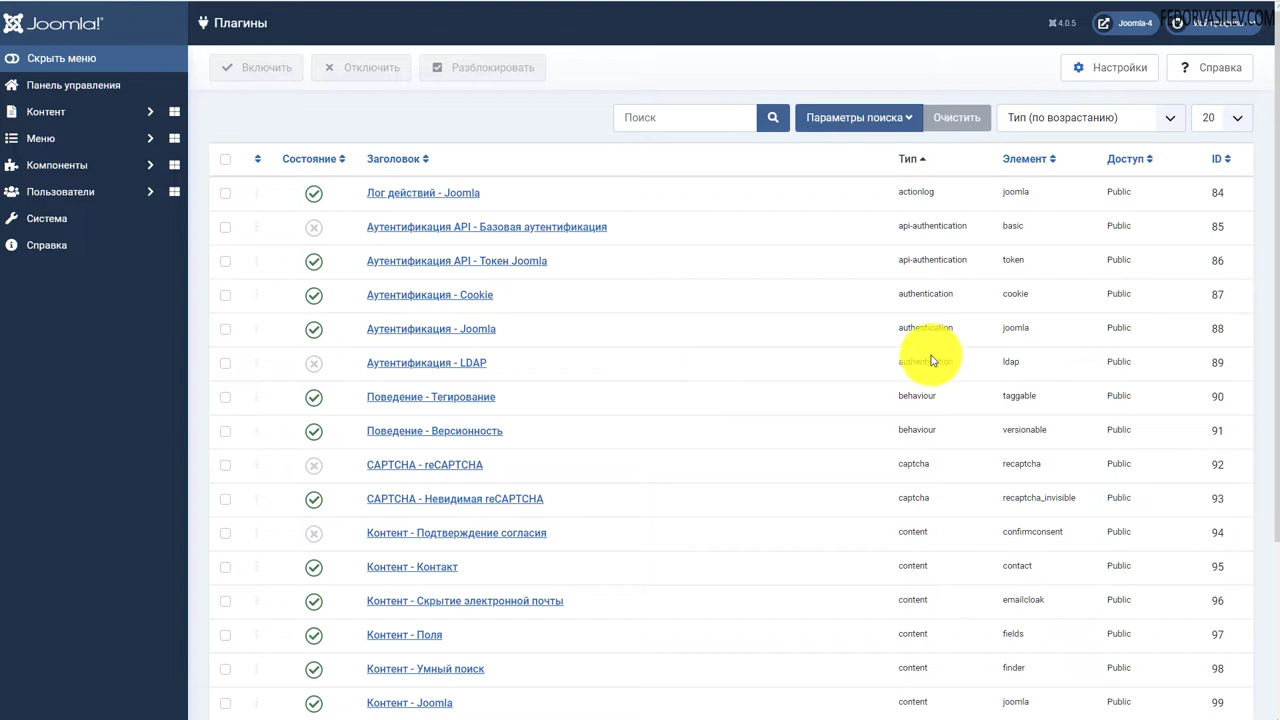 Joomla!
Плагины
4.0.5
Joomla-4
FEDORVASILEV.COM
Скрыть меню
Панель управления
Контент
Меню
Компоненты
Пользователи
Система
Справка
Включить Отключить Разблокировать Настройки Справка
Поиск Параметры поиска Очистить Тип (по возрастанию) 20
Состояние Заголовок Тип Элемент Доступ ID
Лог действий - Joomla actionlog joomla Public 84
Аутентификация API - Базовая аутентификация api-authentication basic Public 85
Аутентификация API - Токен Joomla api-authentication token Public 86
Аутентификация - Cookie authentication cookie Public 87
Аутентификация - Joomla authentication joomla Public 88
Аутентификация - LDAP authentication ldap Public 89
Поведение - Тегирование behaviour taggable Public 90
Поведение - Версионность behaviour versionable Public 91
CAPTCHA - reCAPTCHA captcha recaptcha Public 92
CAPTCHA - Невидимая reCAPTCHA captcha recaptcha_invisible Public 93
Контент - Подтверждение согласия content confirmconsent Public 94
Контент - Контакт content contact Public 95
Контент - Скрытие электронной почты content emailcloak Public 96
Контент - Поля content fields Public 97
Контент - Умный поиск content finder Public 98
Контент - Joomla content joomla Public 99